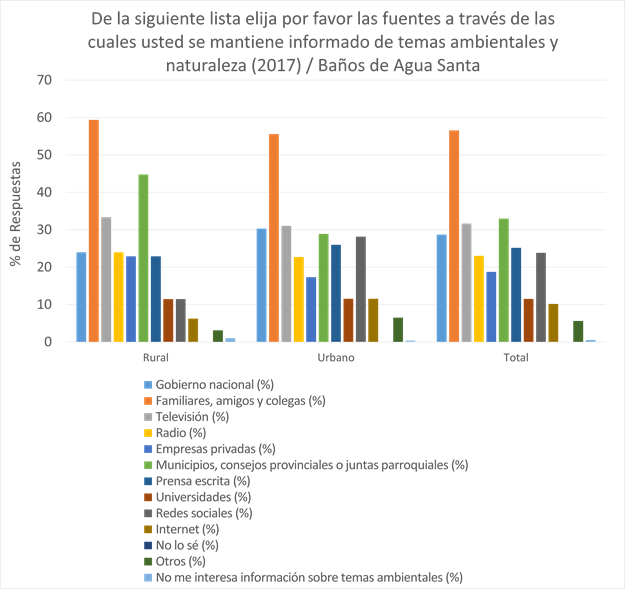 De la siguiente lista elija por favor las fuentes a través de las
cuales usted se mantiene informado de temas ambientales y
naturaleza (2017) / Baños de Agua Santa
% de Respuestas
70
60
50
40
30
20
10
0
Rural
Urbano
Total
Gobierno nacional (%)
Familiares, amigos y colegas (%)
Televisión (%)
Radio (%)
Empresas privadas (%)
Municipios, consejos provinciales o juntas parroquiales (%)
Prensa escrita (%)
Universidades (%)
Redes sociales (%)
Internet (%)
No lo sé (%)
Otros (%)
No me interesa información sobre temas ambientales (%)